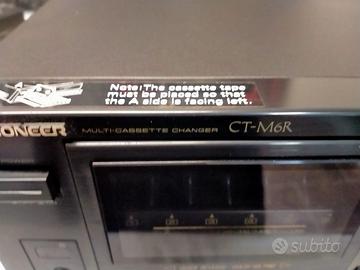 Note: The cassette tape
must be placed so that
the A side is facing left.
IONEER MULTI-CASSETTE CHANGER CT-M6R
subito